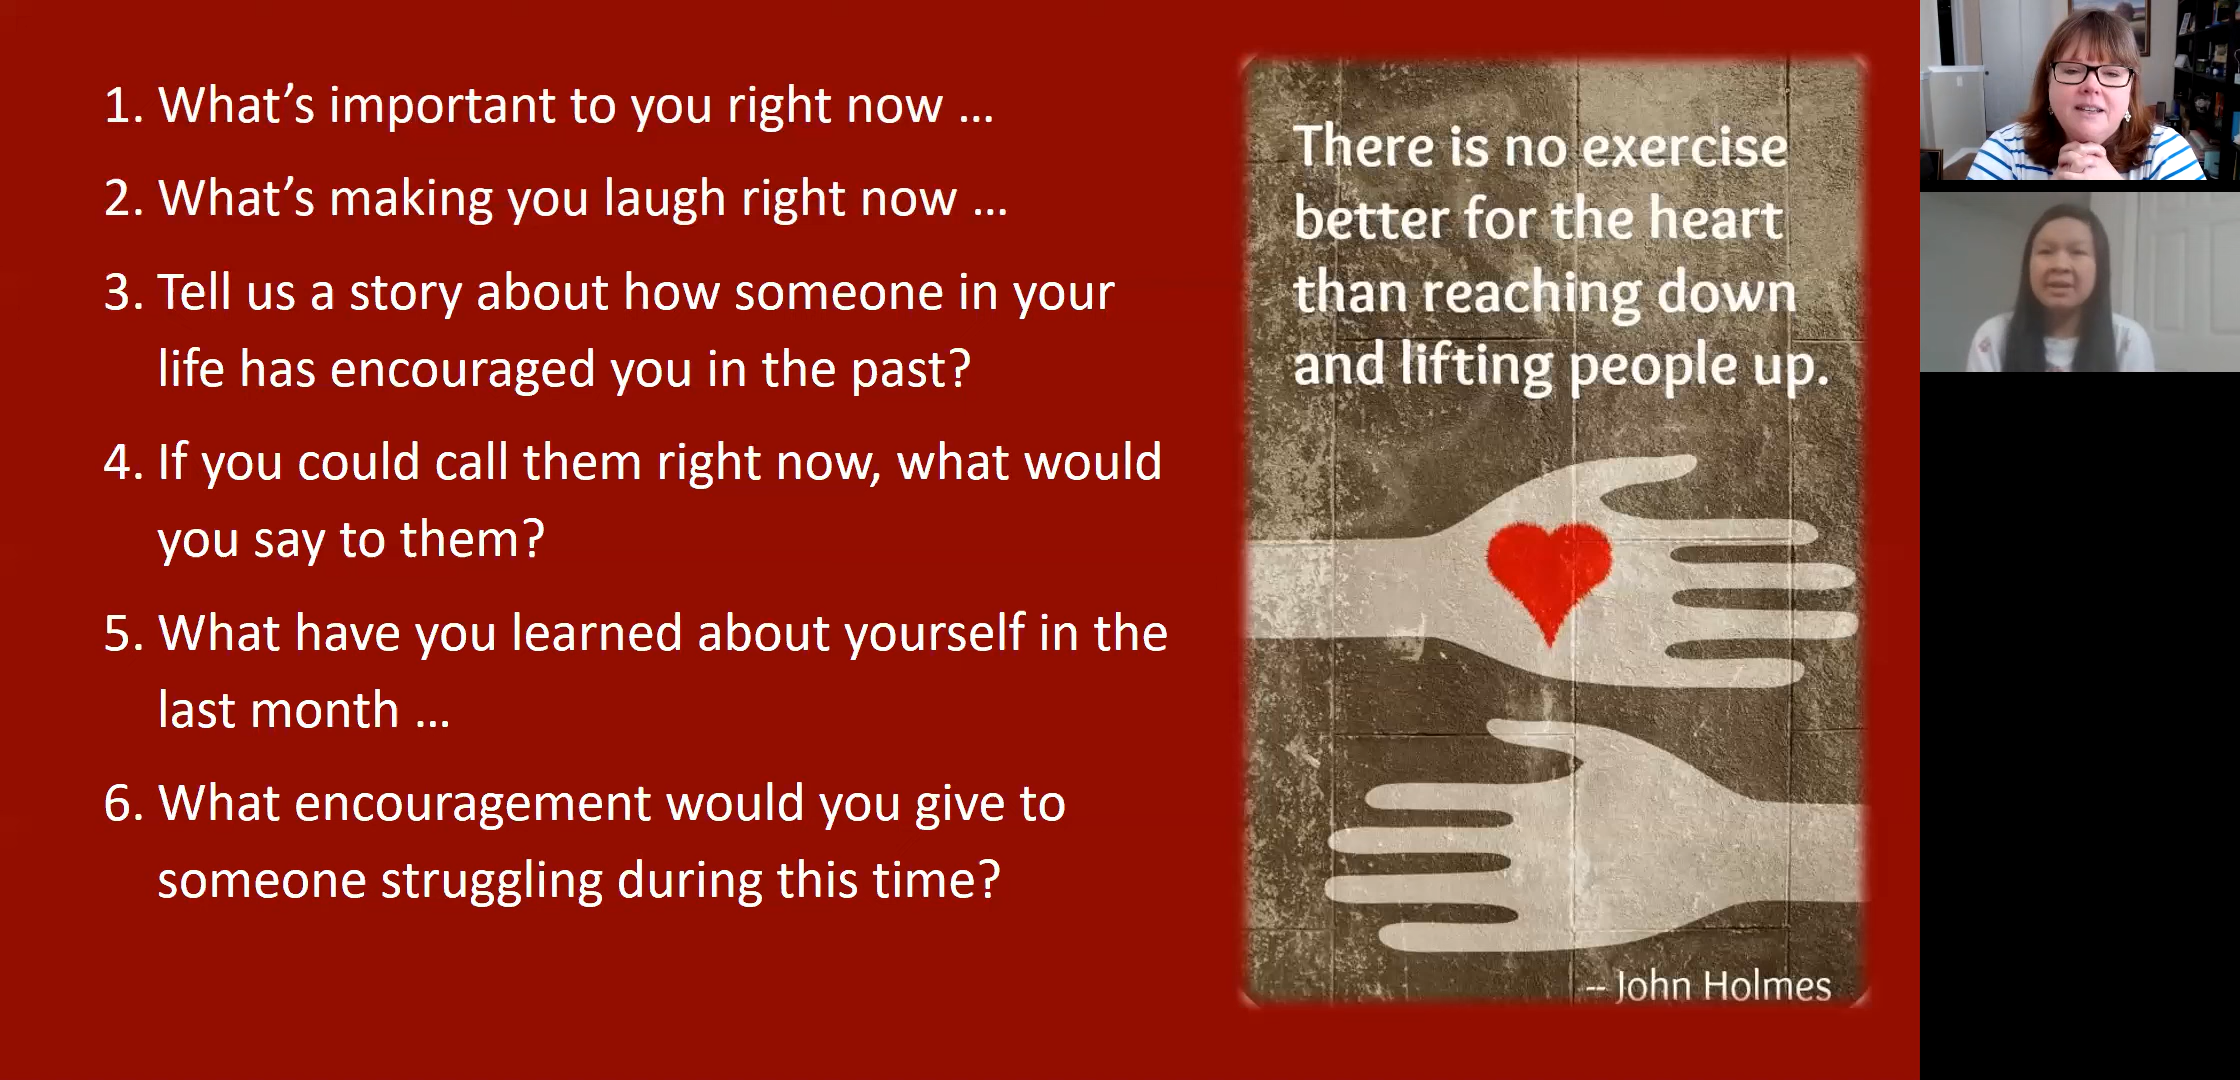 1. What’s important to you right now ...
2. What’s making you laugh right now ...
3. Tell us a story about how someone in your
life has encouraged you in the past?
4. If you could call them right now, what would
you say to them?
5. What have you learned about yourself in the
last month ...
6. What encouragement would you give to
someone struggling during this time?
There is no exercise
better for the heart
than reaching down
and lifting people up.
-- John Holmes